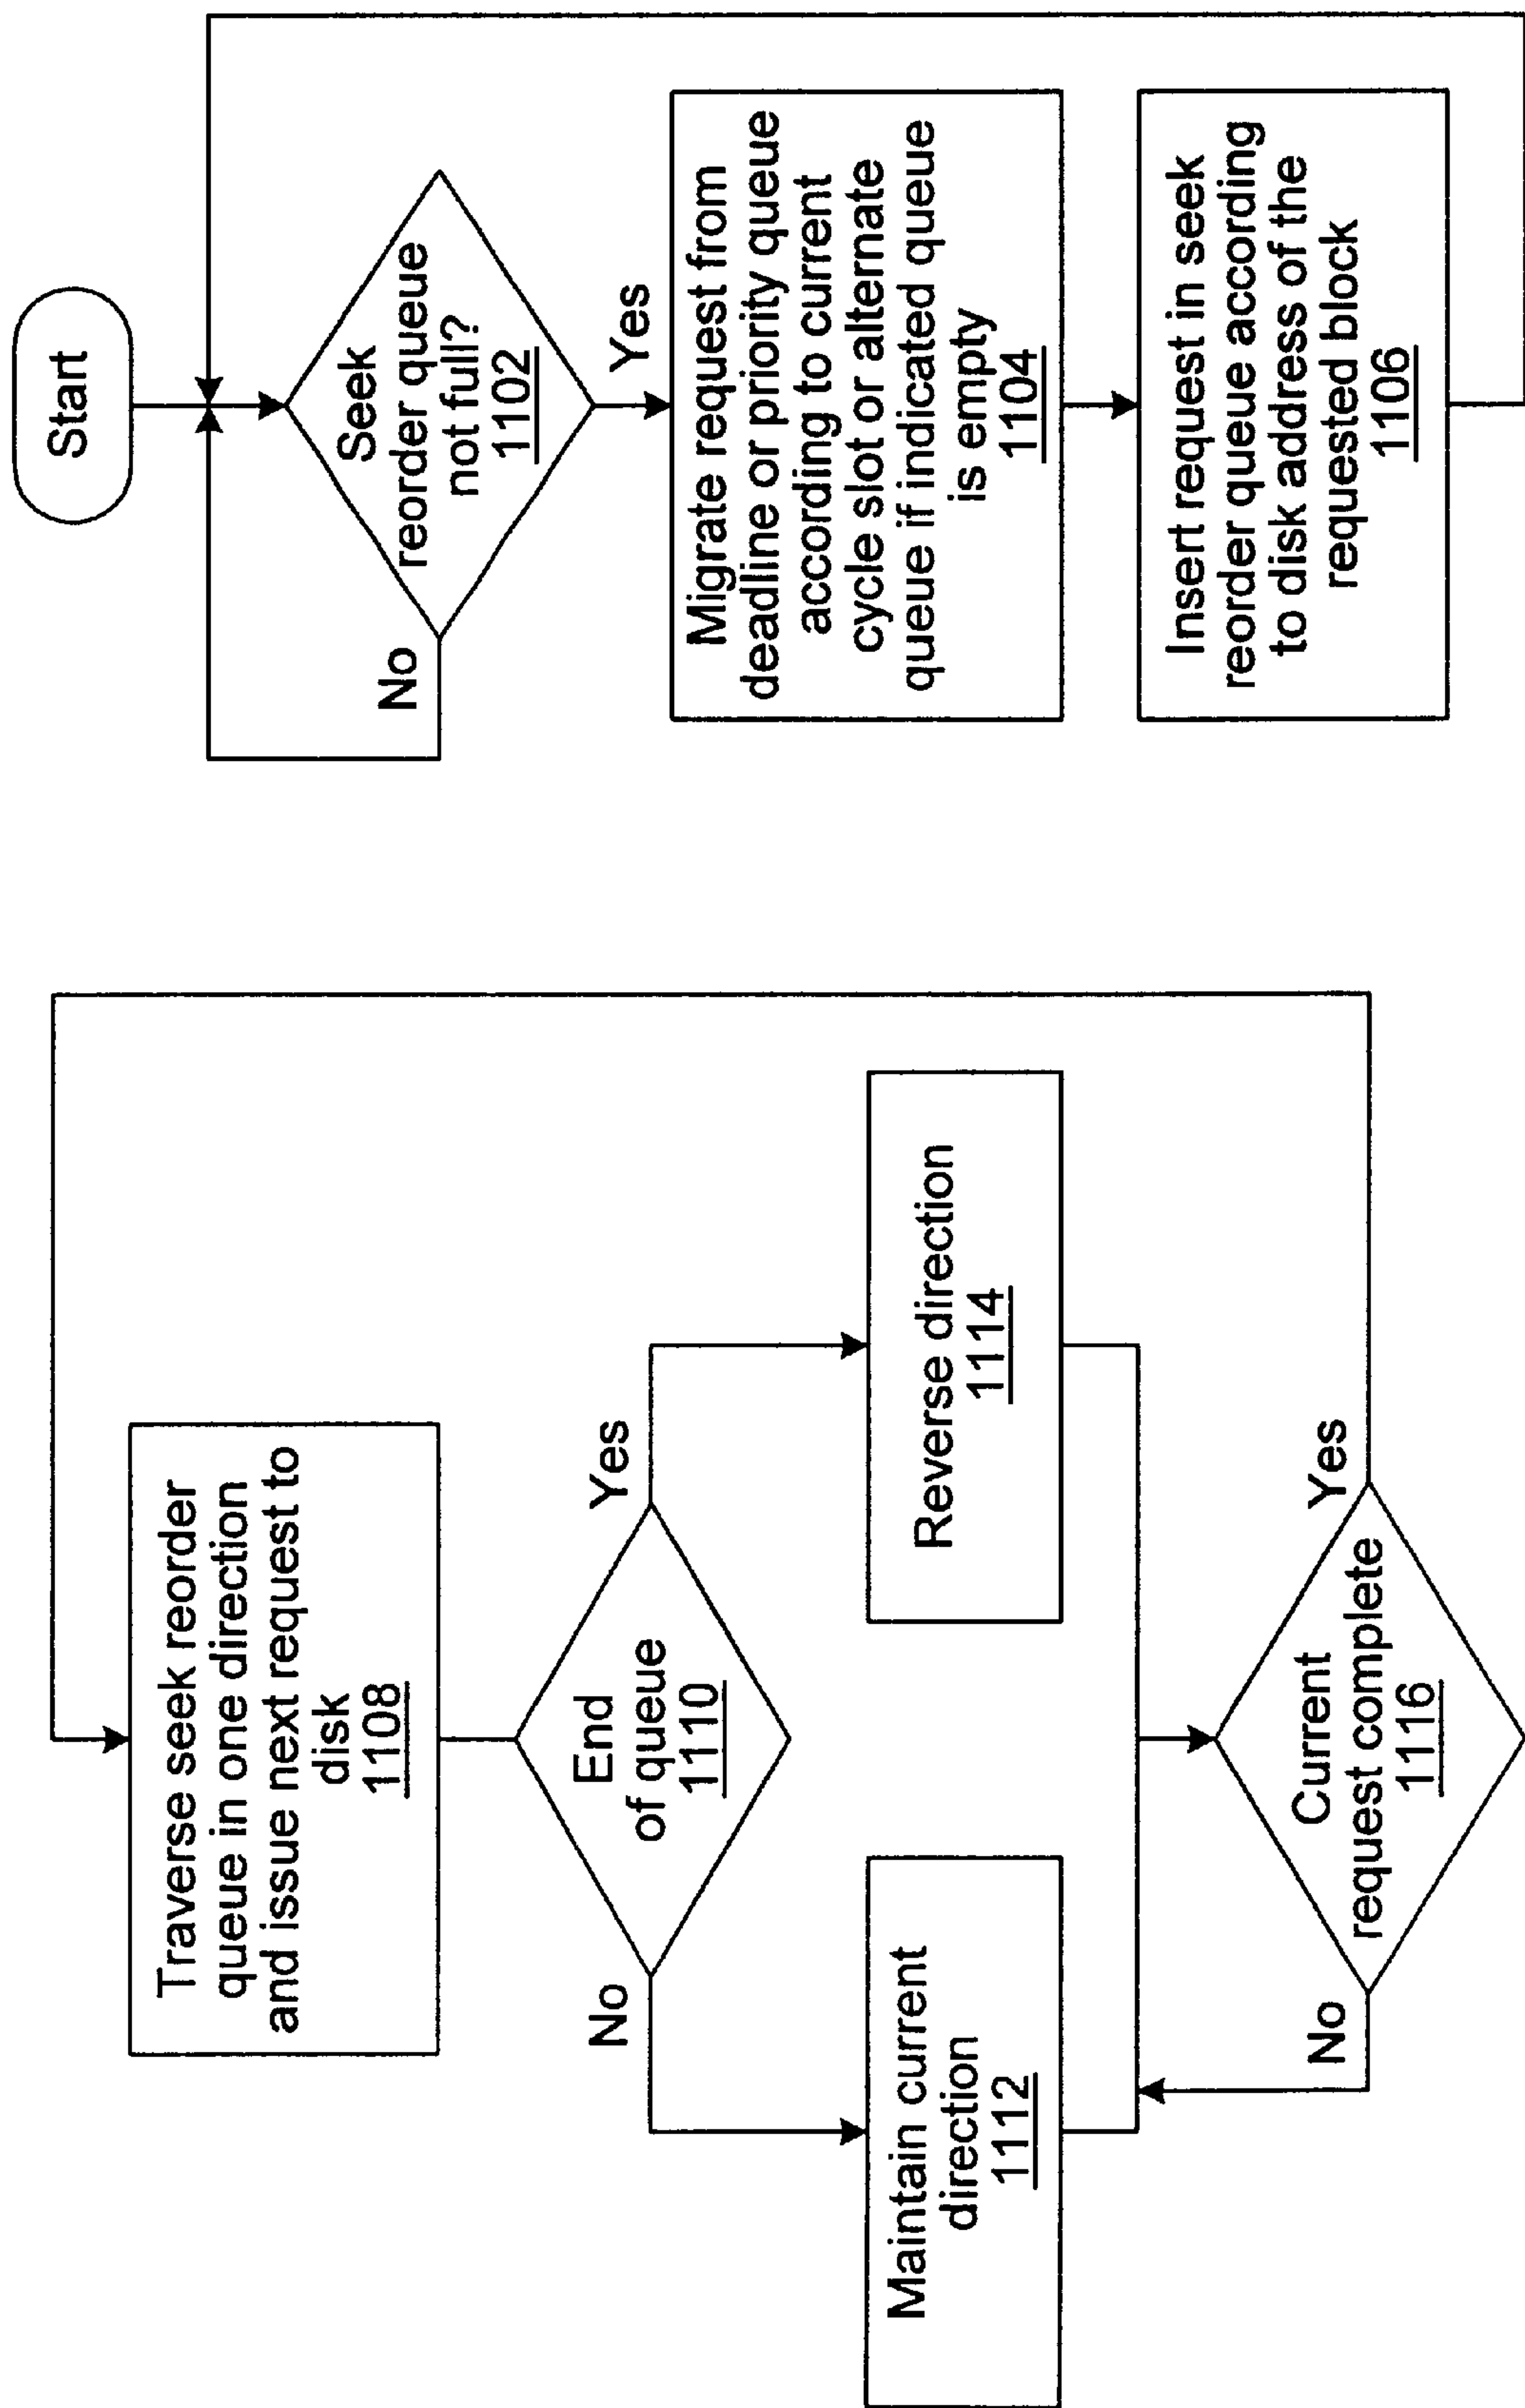 Start
Seek
reorder queue
not full?
1102
No
Yes
Migrate request from
deadline or priority queue
according to current
cycle slot or alternate
queue if indicated queue
is empty
1104
Insert request in seek
reorder queue according
to disk address of the
requested block
1106
Traverse seek reorder
queue in one direction
and issue next request to
disk
1108
End
of queue
1110
No
Yes
Maintain current
direction
1112
Reverse direction
1114
Current
request complete
1116
No
Yes